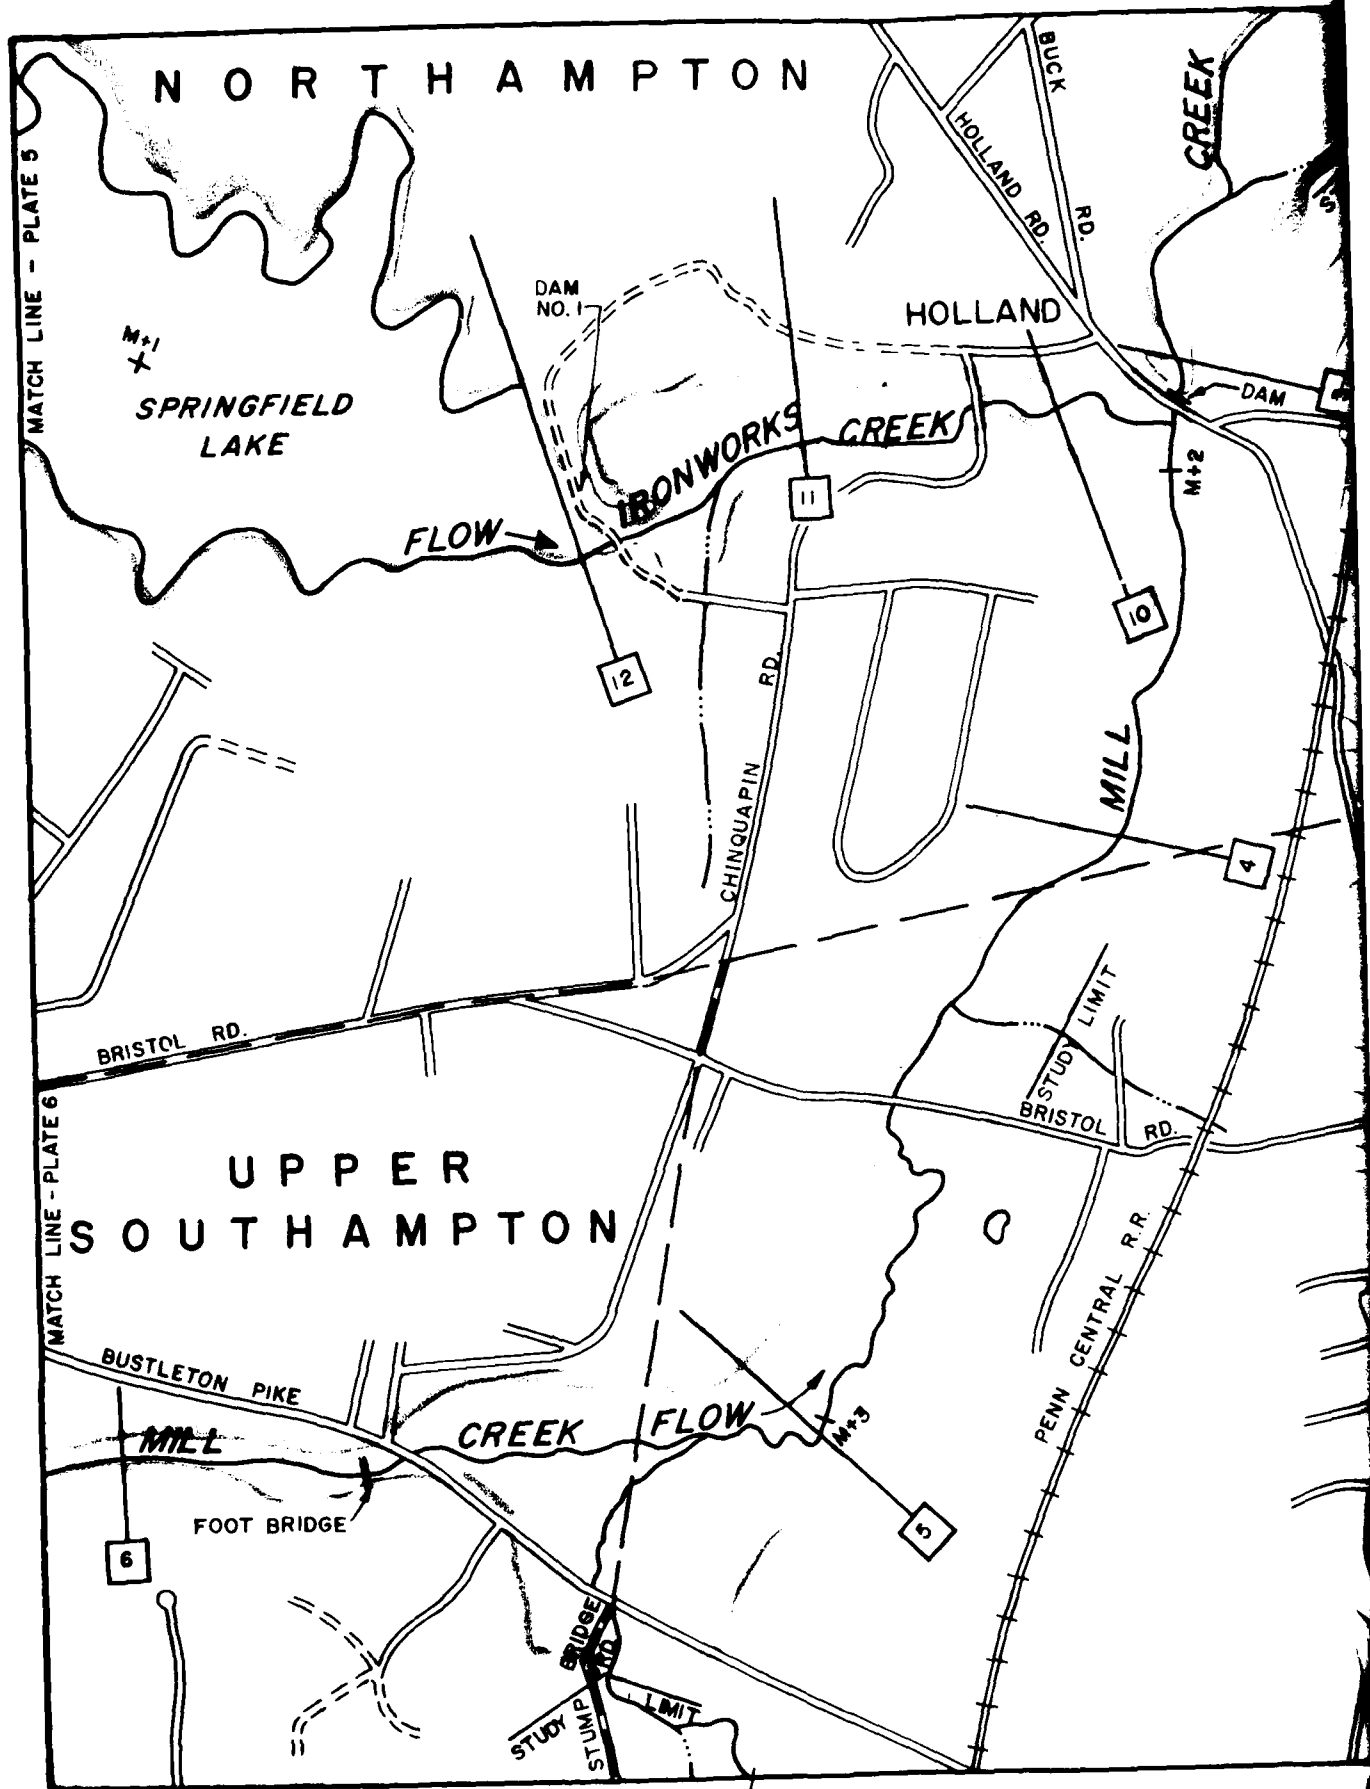 NORTHAMPTON
BUCK
RD.
CREEK
HOLLAND RD.
MATCH LINE - PLATE 5
DAM
NO. 1
HOLLAND
M+1
SPRINGFIELD
LAKE
DAM
IRONWORKS CREEK
11
M+2
FLOW
10
12
CHINQUAPIN RD.
MILL
4
STUDY LIMIT
BRISTOL RD.
BRISTOL RD.
MATCH LINE - PLATE 6
UPPER
SOUTHAMPTON
PENN CENTRAL R.R.
BUSTLETON PIKE
MILL CREEK
FLOW
M+3
FOOT BRIDGE
5
6
BRIDGE
STUMP RD.
STUDY LIMIT